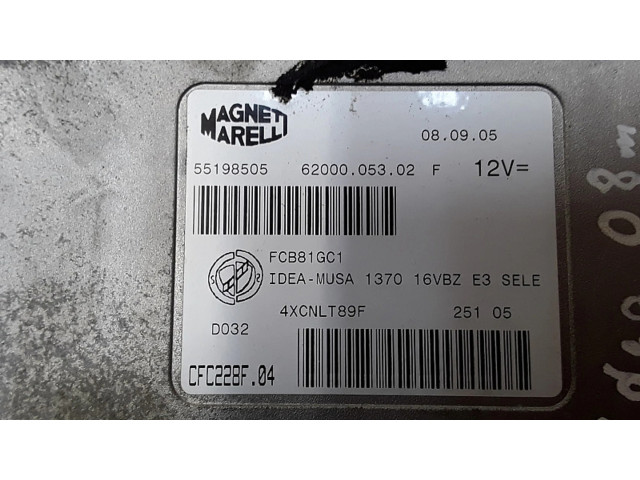 MAGNETI
MARELLI
08.09.05
55198505 62000.053.02 F 12V=
FCB81GC1
IDEA-MUSA 1370 16VBZ E3 SELE
4XCNLT89F 251 05
D032
CFC228F.04
08m